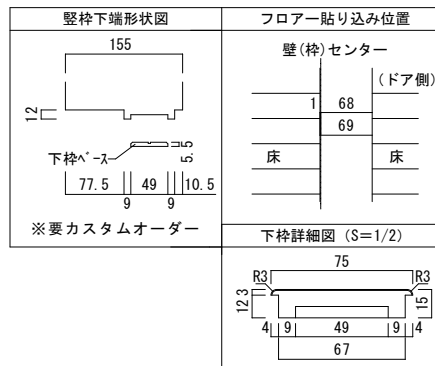 竪枠下端形状図
155
12
下枠ベース
5.5
77.5
49
10.5
9
9
※要カスタムオーダー
フロアー貼り込み位置
壁(枠)センター
(ドア側)
1
68
69
床
床
下枠詳細図 (S=1/2)
75
R3
R3
3
12
15
4
9
49
9
4
67